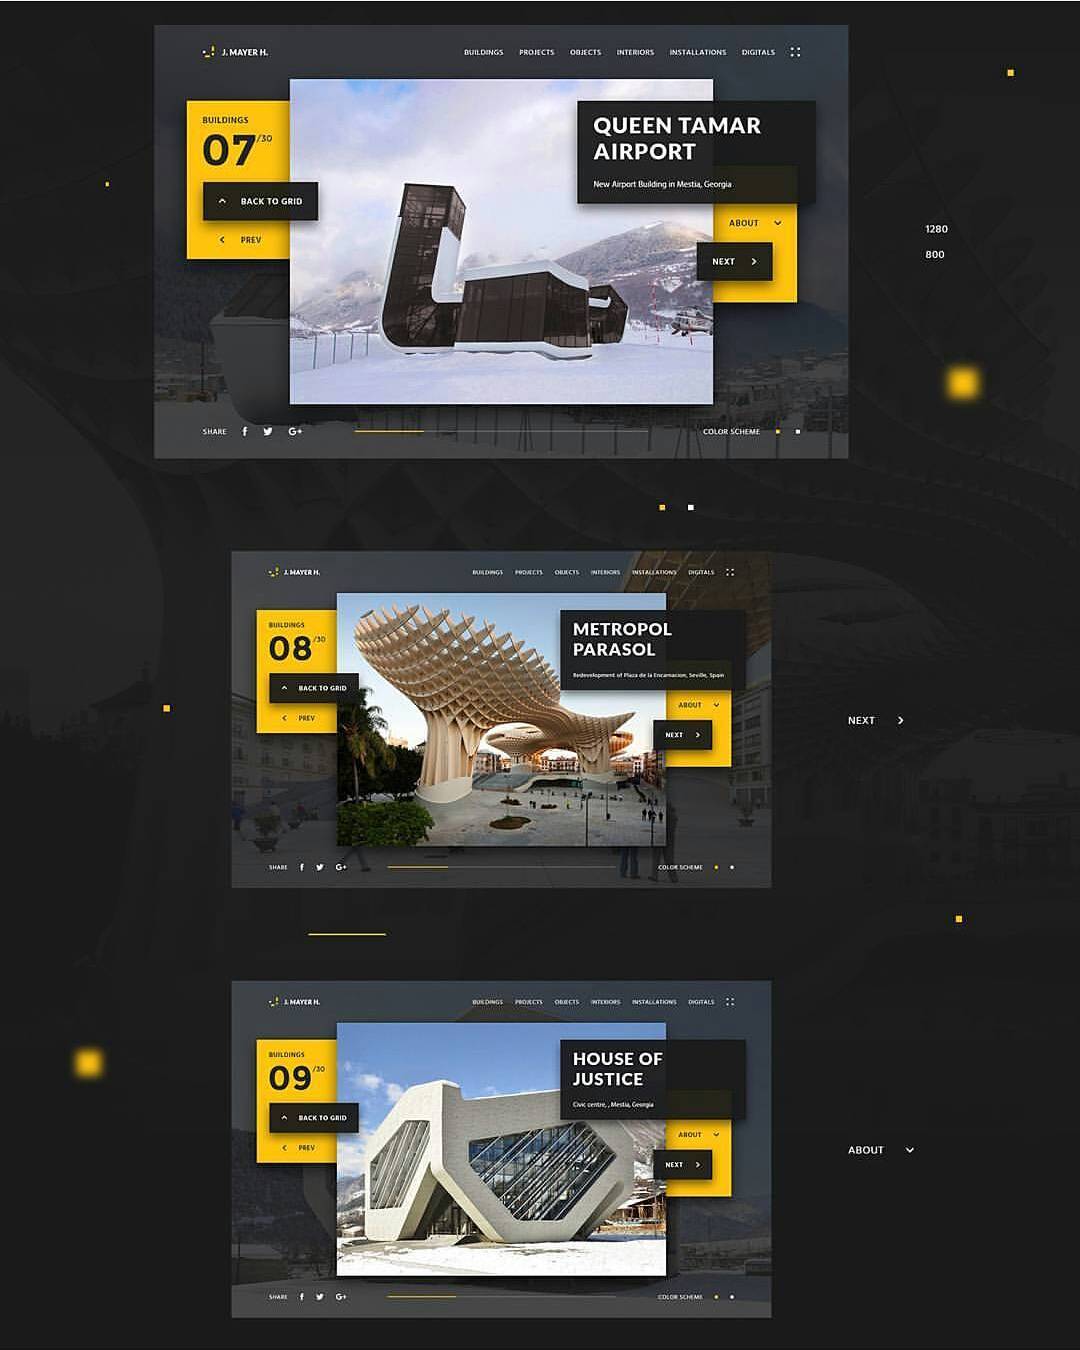 J. MAYER H.
BUILDINGS PROJECTS OBJECTS INTERIORS INSTALLATIONS DIGITALS
BUILDINGS
07/30
BACK TO GRID
PREV
QUEEN TAMAR
AIRPORT
New Airport Building in Mestia, Georgia
ABOUT
NEXT
SHARE
G+
COLOR SCHEME
1280
800
J. MAYER H.
BUILDINGS PROJECTS OBJECTS INTERIORS INSTALLATIONS DIGITALS
BUILDINGS
08/30
BACK TO GRID
PREV
METROPOL
PARASOL
Redevelopment of Plaza de la Encarnacion, Seville, Spain
ABOUT
NEXT
SHARE
G+
COLOR SCHEME
NEXT
J. MAYER H.
BUILDINGS PROJECTS OBJECTS INTERIORS INSTALLATIONS DIGITALS
BUILDINGS
09/30
BACK TO GRID
PREV
HOUSE OF
JUSTICE
Civic centre, , Mestia, Georgia
ABOUT
NEXT
SHARE
G+
COLOR SCHEME
ABOUT